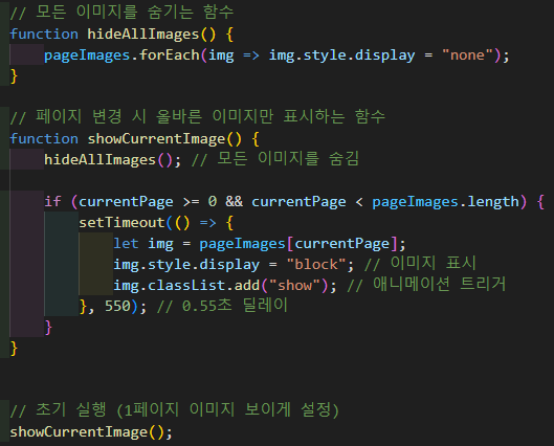 // 모든 이미지를 숨기는 함수
function hideAllImages() {
    pageImages.forEach(img => img.style.display = "none");
}
// 페이지 변경 시 올바른 이미지만 표시하는 함수
function showCurrentImage() {
    hideAllImages(); // 모든 이미지를 숨김
    if (currentPage >= 0 && currentPage < pageImages.length) {
        setTimeout(() => {
            let img = pageImages[currentPage];
            img.style.display = "block"; // 이미지 표시
            img.classList.add("show"); // 애니메이션 트리거
        }, 550); // 0.55초 딜레이
    }
}
// 초기 실행 (1페이지 이미지 보이게 설정)
showCurrentImage();